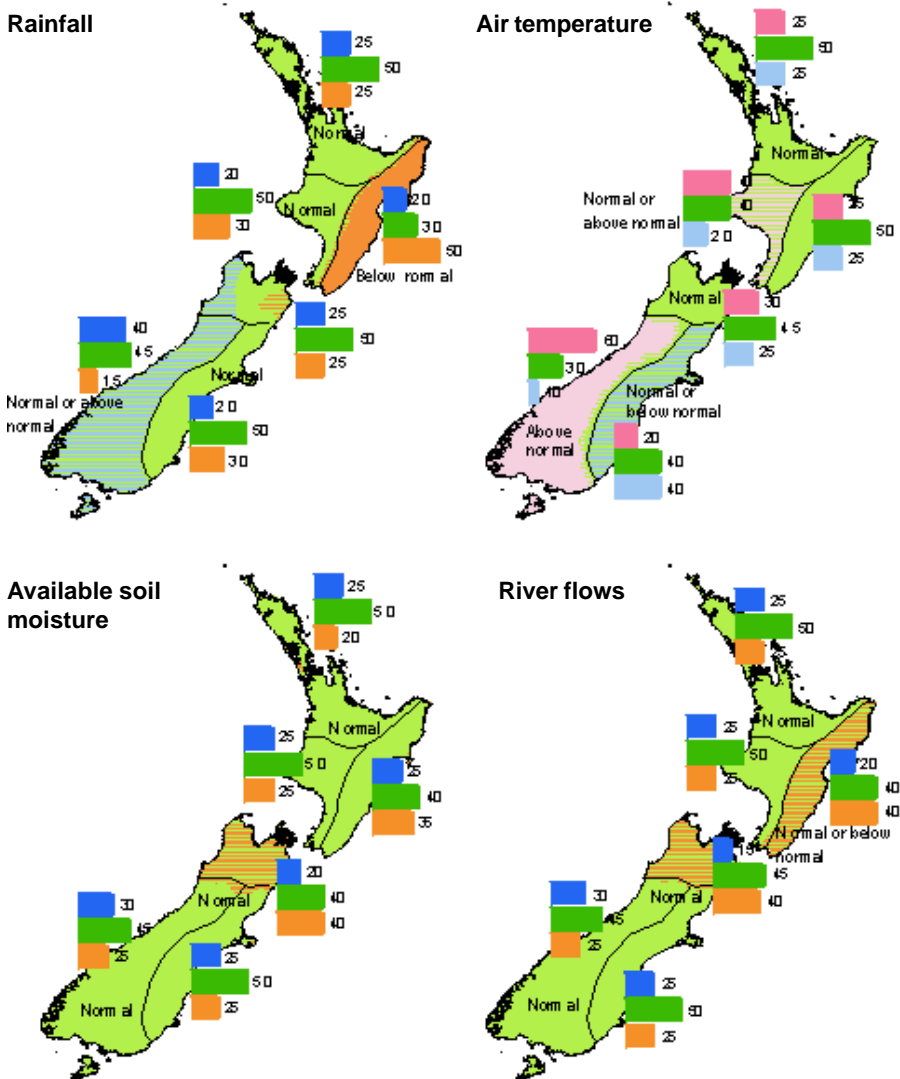 Rainfall
25
50
25
Normal
20
50
30
Normal
20
30
50
Below normal
25
50
25
40
45
15
Normal or above
normal
Normal
20
50
30
Air temperature
25
50
25
Normal
Normal or
above normal
40
40
20
25
50
25
Normal
30
45
25
60
30
Above
normal
Normal or
below normal
20
40
40
Available soil
moisture
25
50
20
Normal
25
50
25
25
40
35
20
40
40
Normal
30
45
25
25
50
25
Normal
River flows
25
50
25
Normal
25
50
25
20
40
40
Normal or below
normal
15
45
40
Normal
30
45
25
25
50
25
Normal